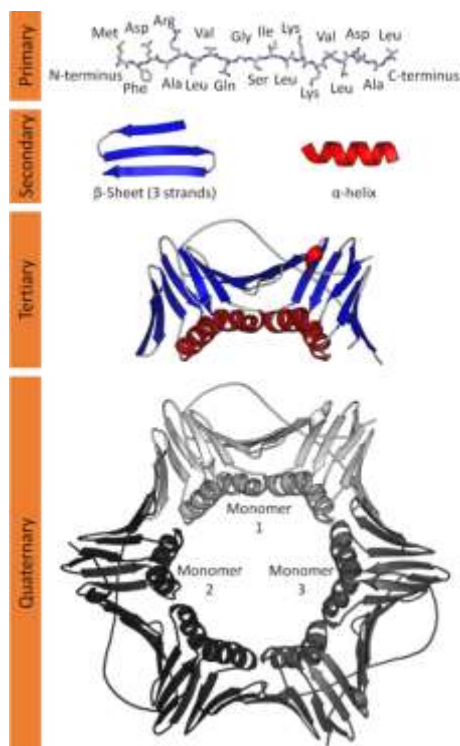 Primary
Met Asp Arg Val Gly Ile Lys Val Asp Leu
N-terminus C-terminus
Phe Ala Leu Gln Ser Leu Lys Leu Ala
Secondary
β-Sheet (3 strands) α-helix
Tertiary
Quaternary
Monomer
1
Monomer Monomer
2 3